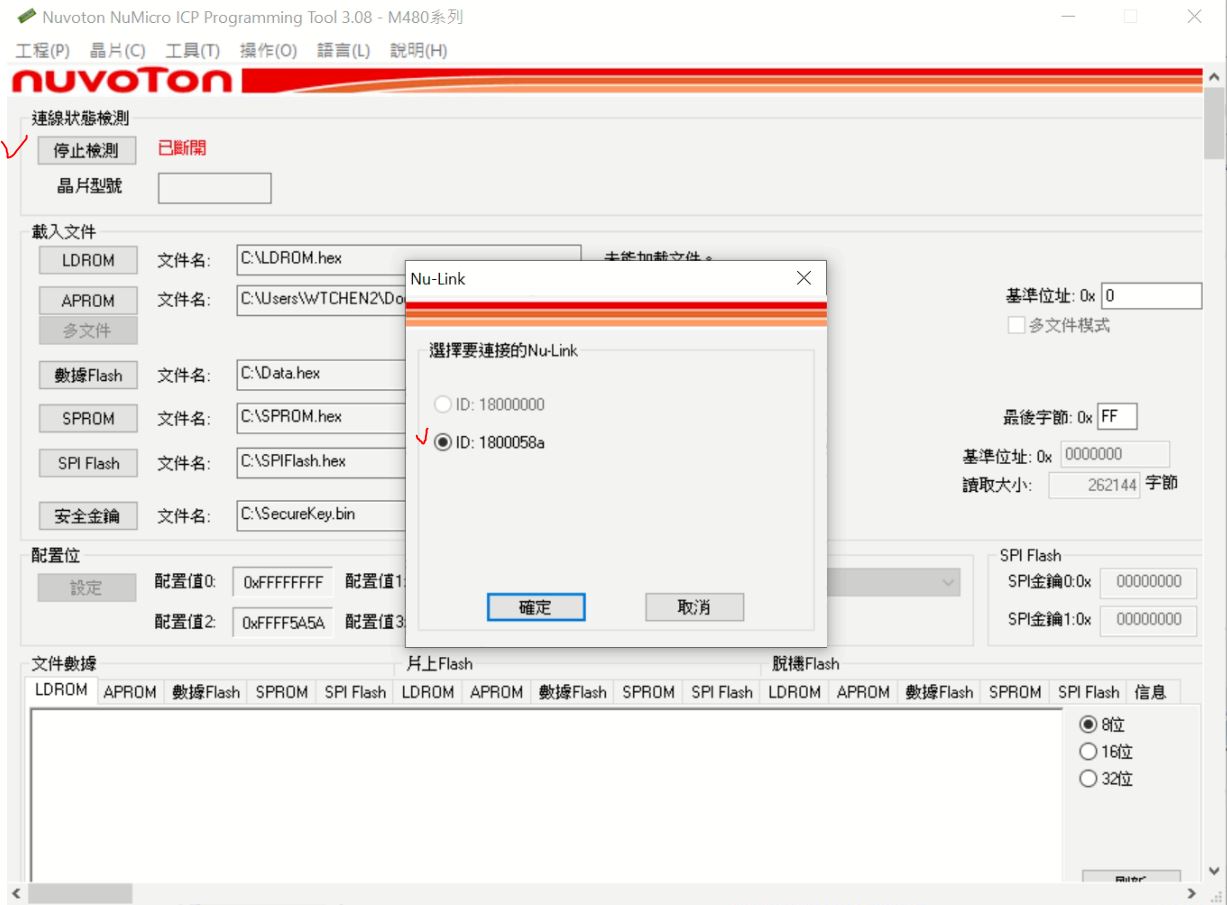 Nuvoton NuMicro ICP Programming Tool 3.08 - M480系列
工程(P) 晶片(C) 工具(T) 操作(O) 語言(L) 說明(H)
nuvoTon
連線狀態檢測
停止檢測 已斷開
晶片型號
載入文件
LDROM 文件名: C:\LDROM.hex 未能加載文件。
APROM 文件名: C:\Users\WTCHEN2\Do 基準位址: 0x 0
多文件 多文件模式
數據Flash 文件名: C:\Data.hex
SPROM 文件名: C:\SPROM.hex 最後字節: 0x FF
SPI Flash 文件名: C:\SPIFlash.hex 基準位址: 0x 0000000
讀取大小: 262144 字節
安全金鑰 文件名: C:\SecureKey.bin
Nu-Link
選擇要連接的Nu-Link
ID: 18000000
ID: 1800058a
確定 取消
配置位 SPI Flash
設定 配置值0: 0xFFFFFFFF 配置值1: SPI金鑰0:0x 00000000
配置值2: 0xFFFF5A5A 配置值3: SPI金鑰1:0x 00000000
文件數據 片上Flash 脫機Flash
LDROM APROM 數據Flash SPROM SPI Flash LDROM APROM 數據Flash SPROM SPI Flash LDROM APROM 數據Flash SPROM SPI Flash 信息
8位
16位
32位